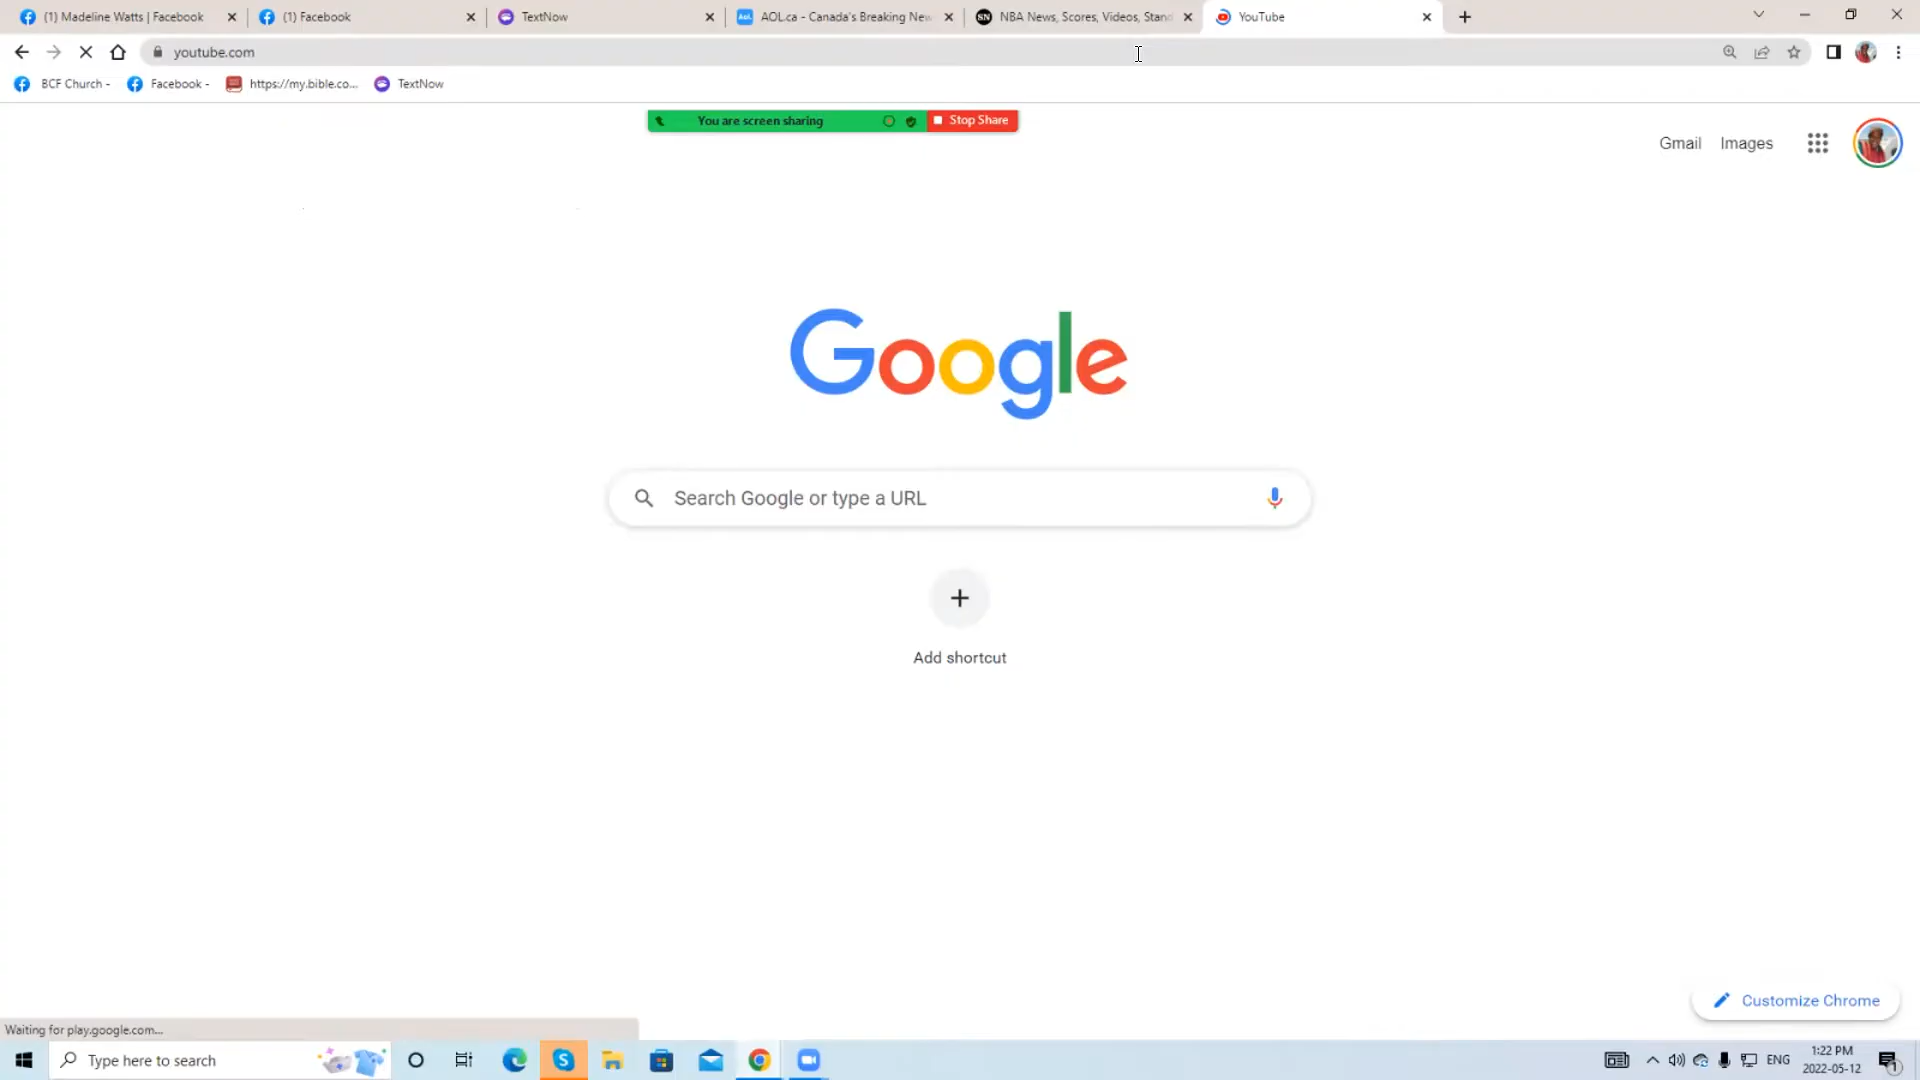 (1) Madeline Watts | Facebook
(1) Facebook
TextNow
AOL.ca - Canada's Breaking New
NBA News, Scores, Videos, Stand
YouTube
youtube.com
BCF Church -
Facebook -
https://my.bible.co...
TextNow
You are screen sharing
Stop Share
Gmail
Images
Google
Search Google or type a URL
Add shortcut
Customize Chrome
Waiting for play.google.com...
Type here to search
ENG
1:22 PM
2022-05-12